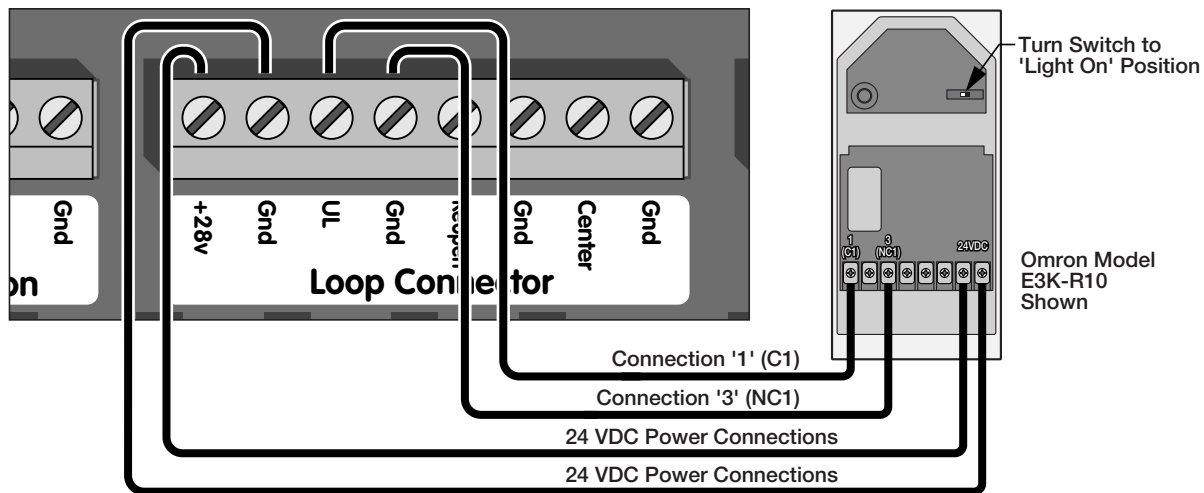 Turn Switch to
'Light On' Position
Gnd
+28v
Gnd
UL
Gnd
Reopen
Gnd
Center
Gnd
on
Loop Connector
1
(C1)
3
(NC1)
24VDC
Omron Model
E3K-R10
Shown
Connection '1' (C1)
Connection '3' (NC1)
24 VDC Power Connections
24 VDC Power Connections